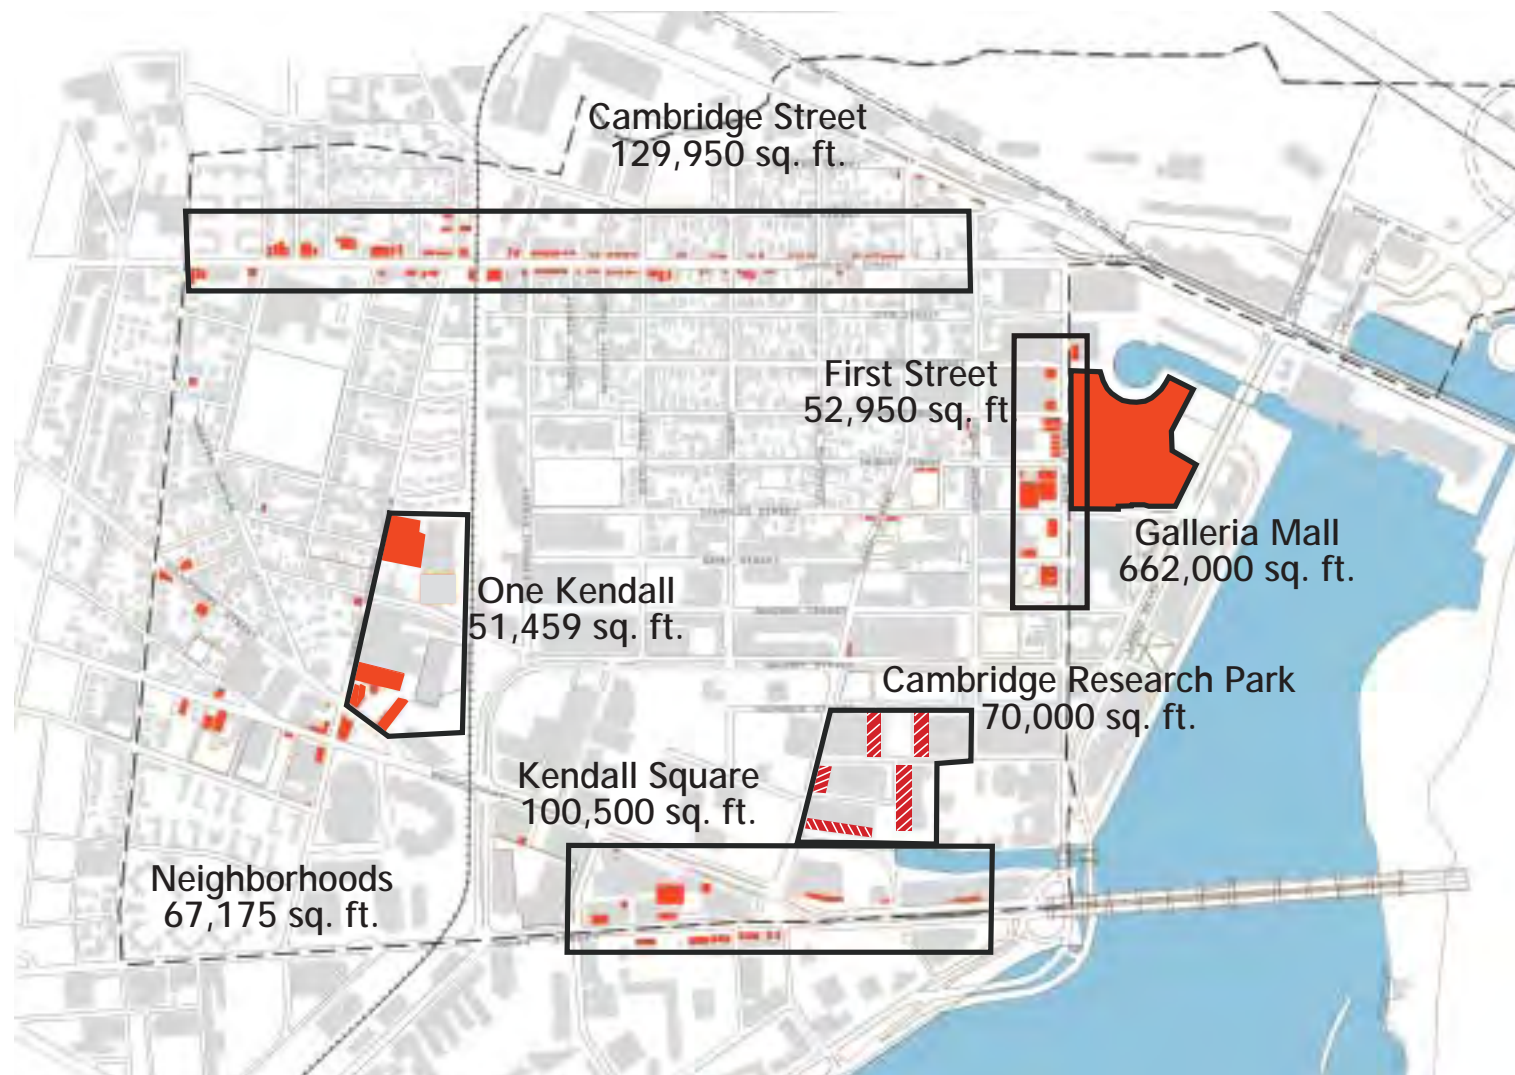 Cambridge Street
129,950 sq. ft.
First Street
52,950 sq. ft.
Galleria Mall
662,000 sq. ft.
One Kendall
51,459 sq. ft.
Cambridge Research Park
70,000 sq. ft.
Kendall Square
100,500 sq. ft.
Neighborhoods
67,175 sq. ft.